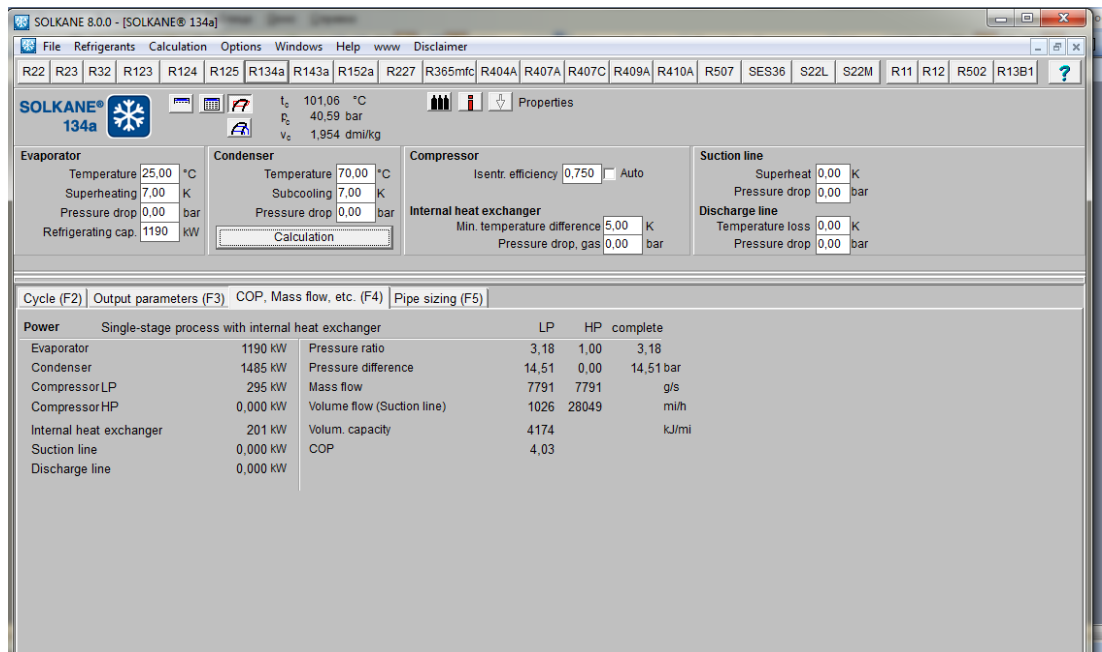 SOLKANE 8.0.0 - [SOLKANE® 134a]
File Refrigerants Calculation Options Windows Help www Disclaimer
R22 R23 R32 R123 R124 R125 R134a R143a R152a R227 R365mfc R404A R407A R407C R409A R410A R507 SES36 S22L S22M R11 R12 R502 R13B1 ?
SOLKANE®
134a
tc 101,06 °C
pc 40,59 bar
vc 1,954 dmi/kg
Properties
Evaporator
Temperature 25,00 °C
Superheating 7,00 K
Pressure drop 0,00 bar
Refrigerating cap. 1190 kW
Condenser
Temperature 70,00 °C
Subcooling 7,00 K
Pressure drop 0,00 bar
Calculation
Compressor
Isentr. efficiency 0,750 Auto
Internal heat exchanger
Min. temperature difference 5,00 K
Pressure drop, gas 0,00 bar
Suction line
Superheat 0,00 K
Pressure drop 0,00 bar
Discharge line
Temperature loss 0,00 K
Pressure drop 0,00 bar
Cycle (F2) Output parameters (F3) COP, Mass flow, etc. (F4) Pipe sizing (F5)
Power Single-stage process with internal heat exchanger LP HP complete
Evaporator 1190 kW Pressure ratio 3,18 1,00 3,18
Condenser 1485 kW Pressure difference 14,51 0,00 14,51 bar
Compressor LP 295 kW Mass flow 7791 7791 g/s
Compressor HP 0,000 kW Volume flow (Suction line) 1026 28049 mi/h
Internal heat exchanger 201 kW Volum. capacity 4174 kJ/mi
Suction line 0,000 kW COP 4,03
Discharge line 0,000 kW